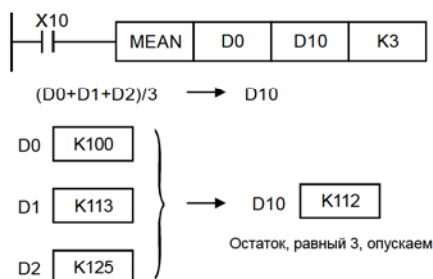 X10
MEAN D0 D10 K3
(D0+D1+D2)/3 D10
D0 K100
D1 K113 D10 K112
Остаток, равный 3, опускаем
D2 K125